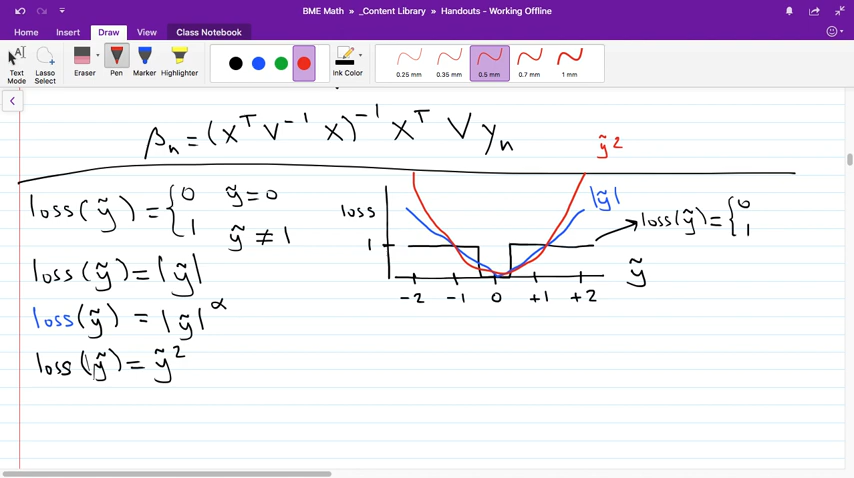 BME Math » _Content Library » Handouts - Working Offline
Home Insert Draw View Class Notebook
Text Mode
Lasso Select
Eraser
Pen
Marker
Highlighter
Ink Color
0.25 mm 0.35 mm 0.5 mm 0.7 mm 1 mm
βₙ = (Xᵀ V⁻¹ X)⁻¹ Xᵀ V yₙ
ỹ²
loss(ỹ) = { 0 ỹ = 0
1 ỹ ≠ 1
loss(ỹ) = |ỹ|
loss(ỹ) = |ỹ|^α
loss(ỹ) = ỹ²
loss
1
-2 -1 0 +1 +2
ỹ
|ỹ|
loss(ỹ) = { 0
1